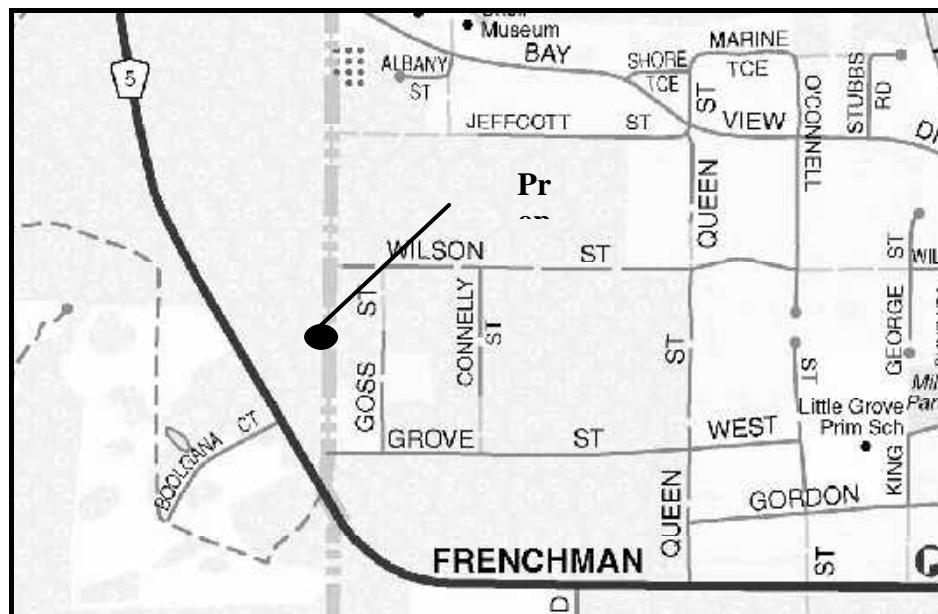 Museum
5
ALBANY
ST
BAY
SHORE
TCE
MARINE
TCE
STUBBS
RD
O'CONNELL
JEFFCOTT ST
ST
VIEW
QUEEN
Pr
WILSON ST
ST
GEORGE
GOSS
ST
CONNELLY
ST
ST
ST
Little Grove
Prim Sch
BOOLGANA CT
GROVE ST
WEST
KING
GORDON
QUEEN
FRENCHMAN
ST
D